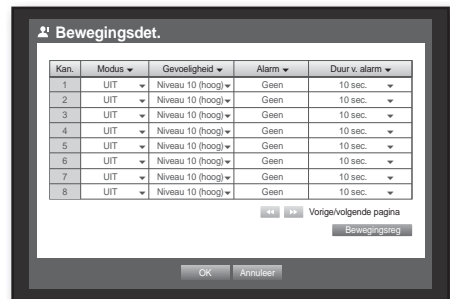 Bewegingsdet.
Kan. Modus Gevoeligheid Alarm Duur v. alarm
1 UIT Niveau 10 (hoog) Geen 10 sec.
2 UIT Niveau 10 (hoog) Geen 10 sec.
3 UIT Niveau 10 (hoog) Geen 10 sec.
4 UIT Niveau 10 (hoog) Geen 10 sec.
5 UIT Niveau 10 (hoog) Geen 10 sec.
6 UIT Niveau 10 (hoog) Geen 10 sec.
7 UIT Niveau 10 (hoog) Geen 10 sec.
8 UIT Niveau 10 (hoog) Geen 10 sec.
Vorige/volgende pagina
Bewegingsreg
OK Annuleer